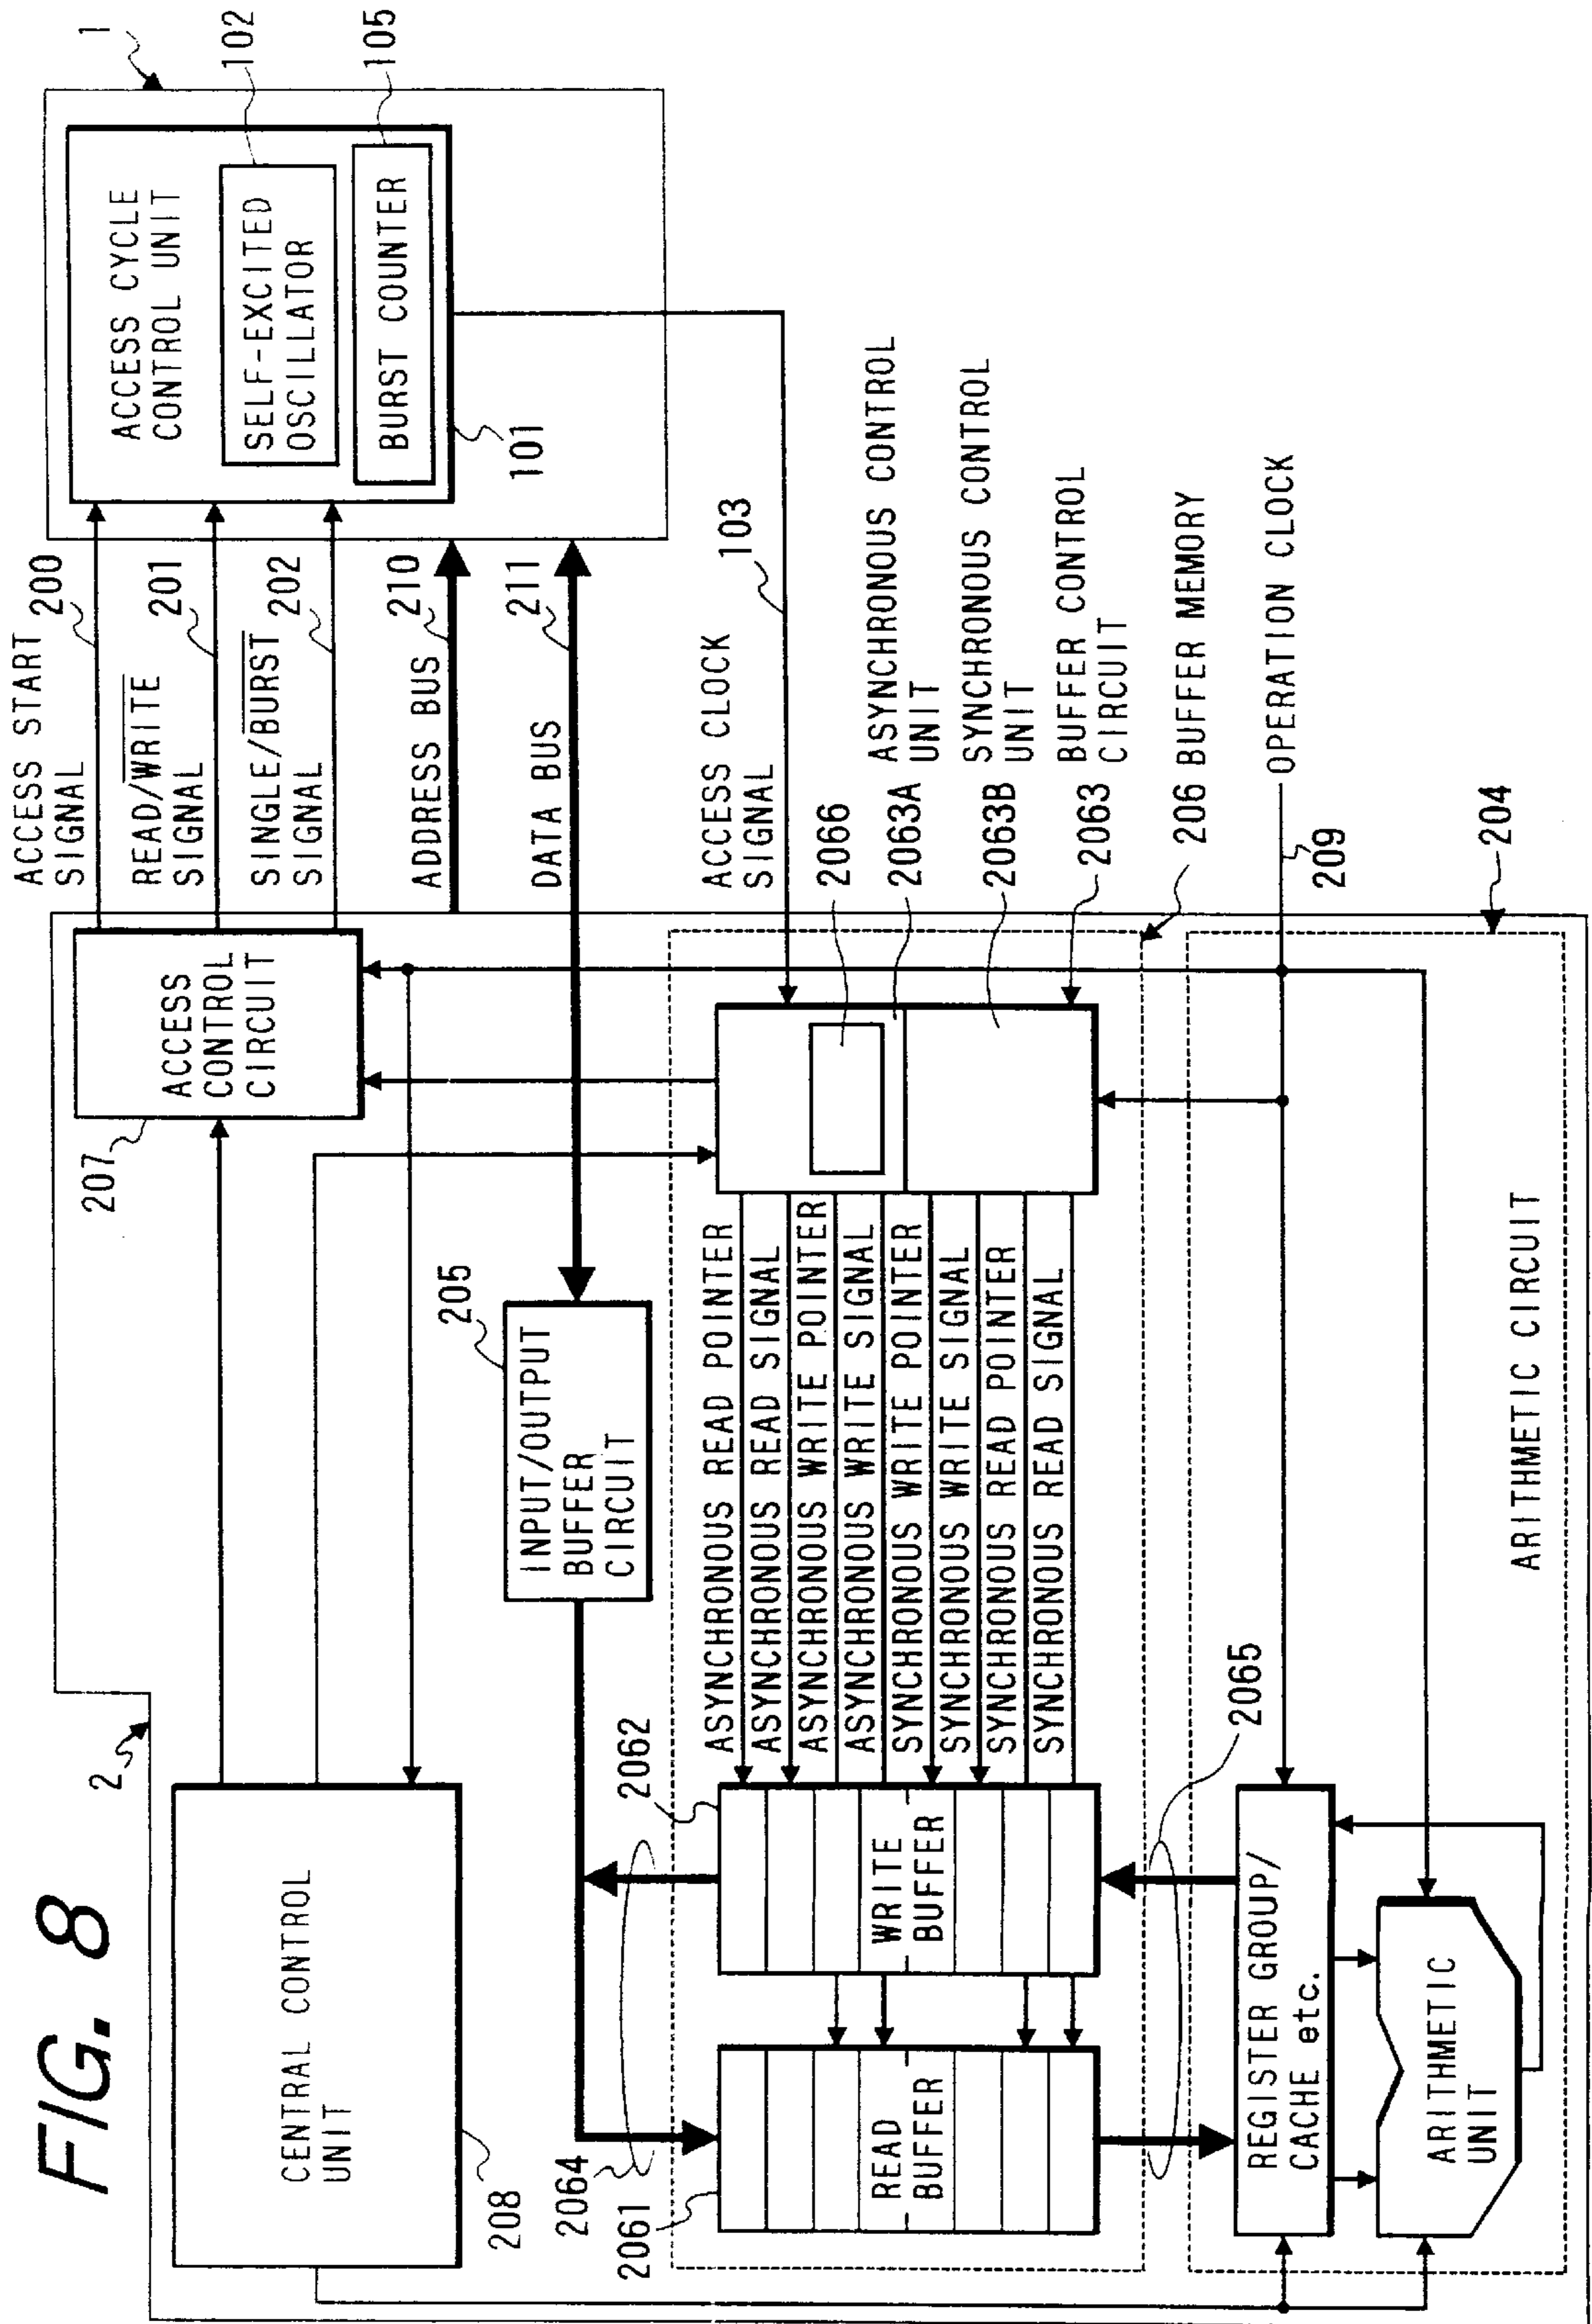 FIG. 8
2
CENTRAL CONTROL
UNIT
208
207
ACCESS
CONTROL
CIRCUIT
ACCESS START
SIGNAL
200
READ/WRITE
SIGNAL
201
SINGLE/BURST
SIGNAL
202
ADDRESS BUS
210
DATA BUS
211
1
ACCESS CYCLE
CONTROL UNIT
SELF-EXCITED
OSCILLATOR
BURST COUNTER
102
105
101
ACCESS CLOCK
SIGNAL
103
205
INPUT/OUTPUT
BUFFER
CIRCUIT
2064
2061
READ
BUFFER
2062
WRITE
BUFFER
ASYNCHRONOUS READ POINTER
ASYNCHRONOUS READ SIGNAL
ASYNCHRONOUS WRITE POINTER
ASYNCHRONOUS WRITE SIGNAL
SYNCHRONOUS WRITE POINTER
SYNCHRONOUS WRITE SIGNAL
SYNCHRONOUS READ POINTER
SYNCHRONOUS READ SIGNAL
2066
2063A
ASYNCHRONOUS CONTROL
UNIT
2063B
SYNCHRONOUS CONTROL
UNIT
2063
BUFFER CONTROL
CIRCUIT
206 BUFFER MEMORY
OPERATION CLOCK
209
204
2065
REGISTER GROUP/
CACHE etc.
ARITHMETIC
UNIT
ARITHMETIC CIRCUIT